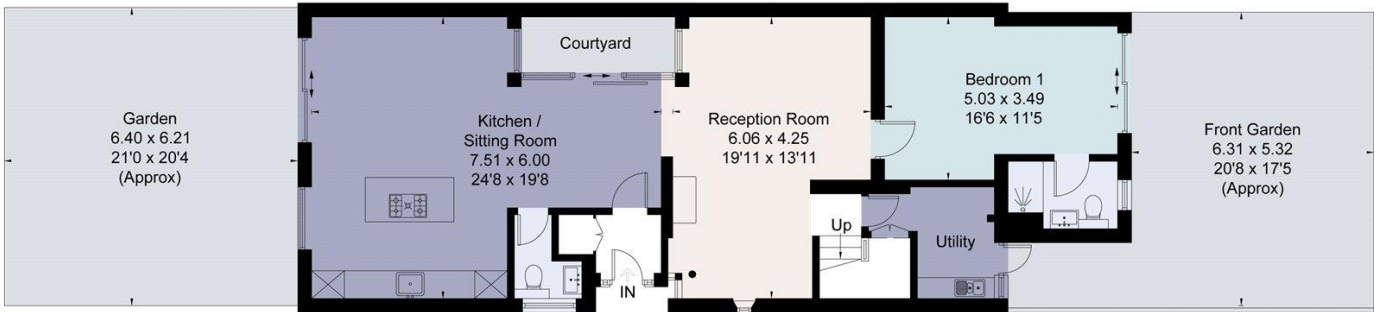 Garden
6.40 x 6.21
21'0 x 20'4
(Approx)
Courtyard
Kitchen /
Sitting Room
7.51 x 6.00
24'8 x 19'8
IN
Reception Room
6.06 x 4.25
19'11 x 13'11
Up
Utility
Bedroom 1
5.03 x 3.49
16'6 x 11'5
Front Garden
6.31 x 5.32
20'8 x 17'5
(Approx)